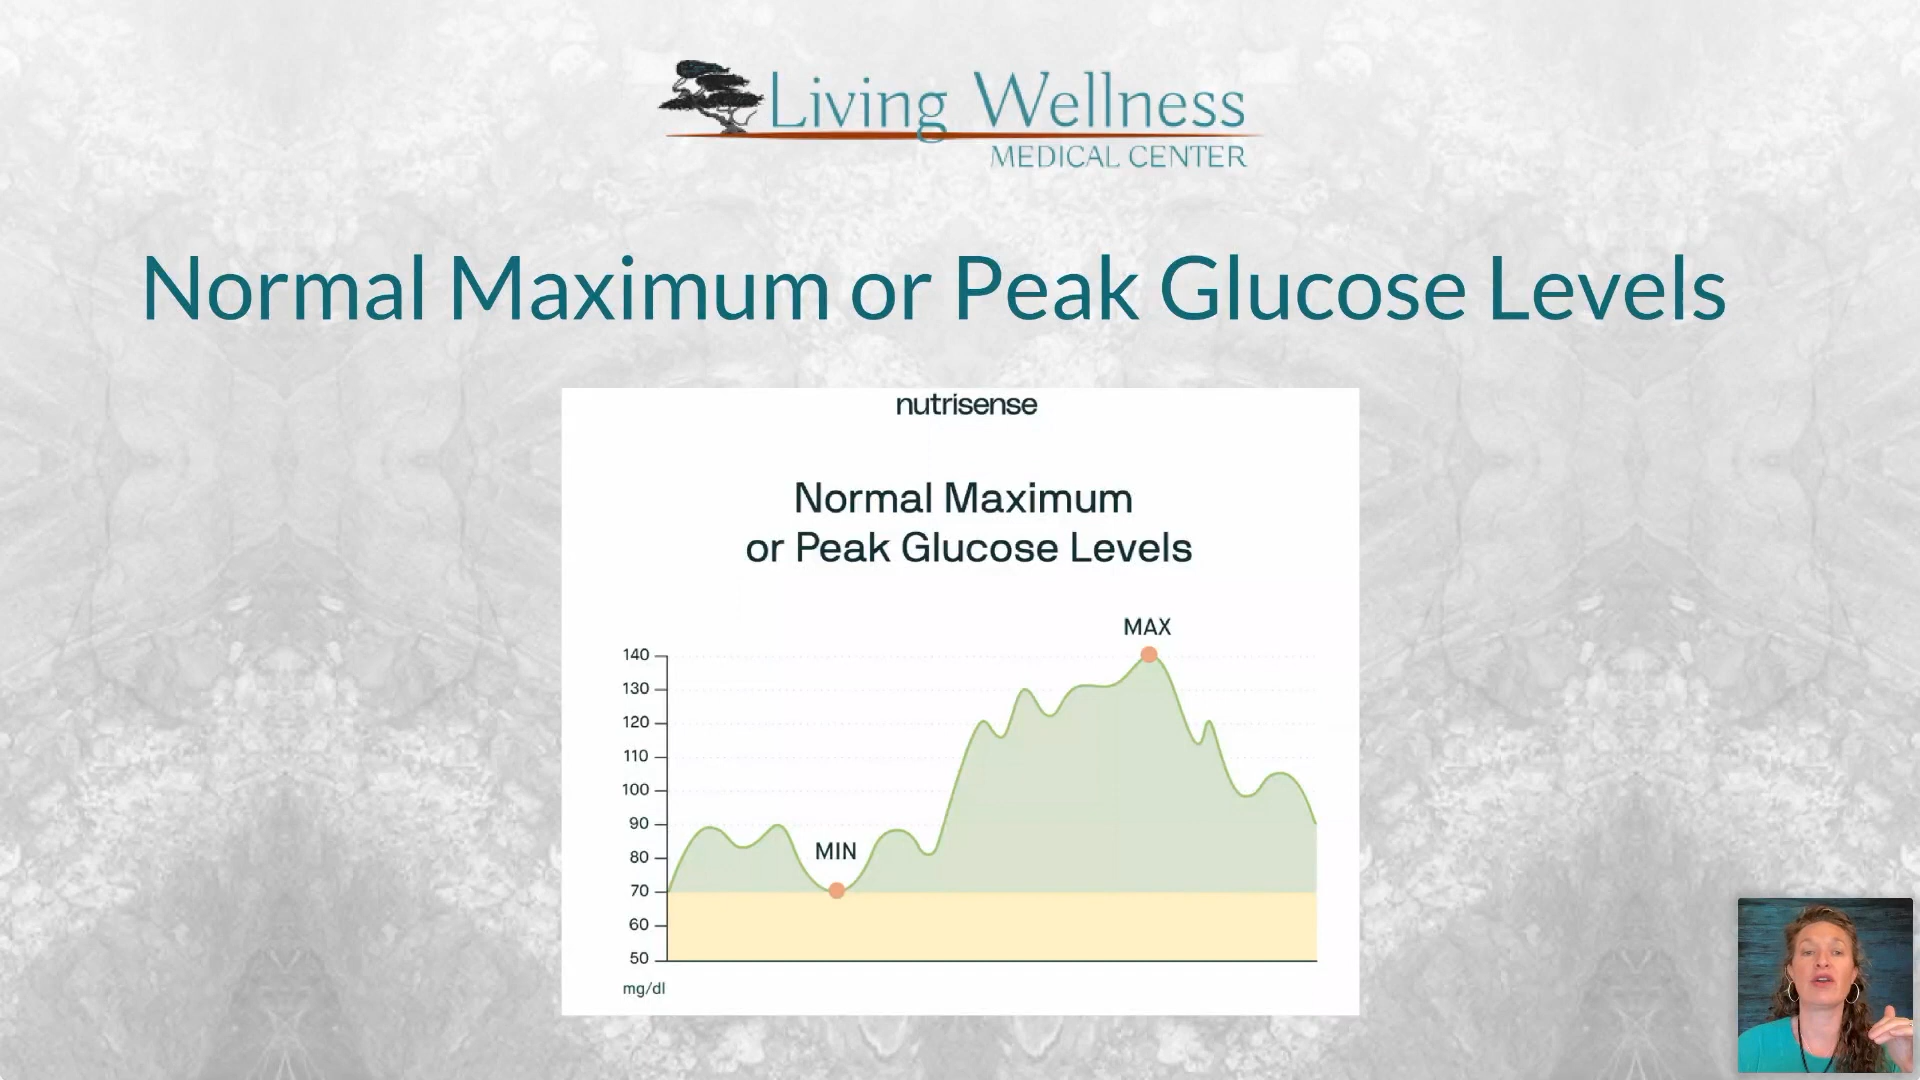 Living Wellness
MEDICAL CENTER
Normal Maximum or Peak Glucose Levels
nutrisense
Normal Maximum
or Peak Glucose Levels
MAX
140
130
120
110
100
90
MIN
80
70
60
50
mg/dl